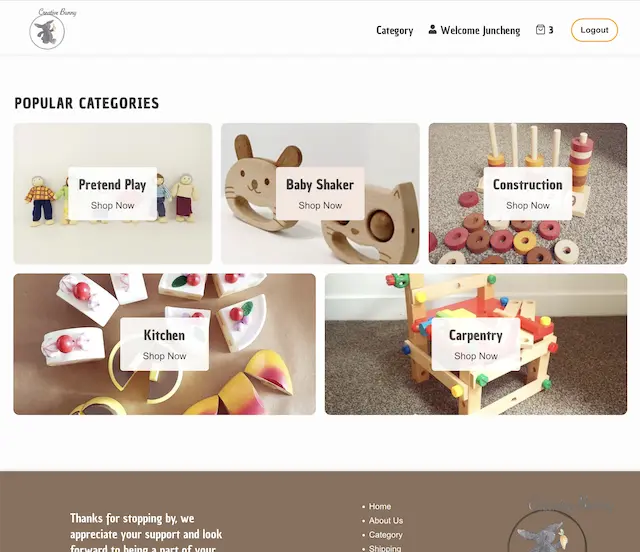 Creative Bunny
Category
Welcome Juncheng
3
Logout
POPULAR CATEGORIES
Pretend Play
Shop Now
Baby Shaker
Shop Now
Construction
Shop Now
Kitchen
Shop Now
Carpentry
Shop Now
Thanks for stopping by, we
appreciate your support and look
forward to being a part of your
Home
About Us
Category
Shipping
Creative Bunny